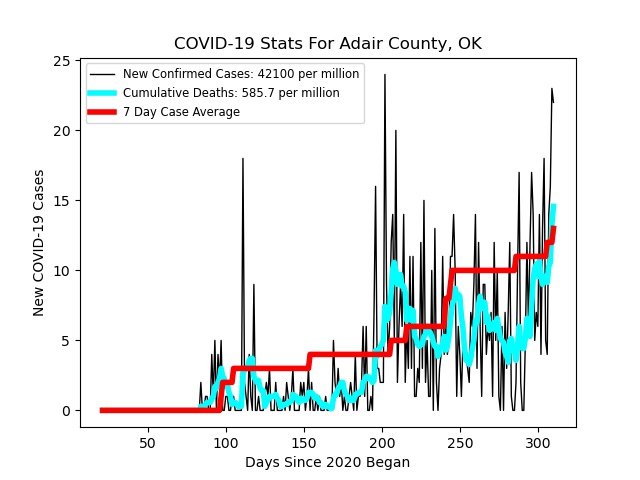 COVID-19 Stats For Adair County, OK
New Confirmed Cases: 42100 per million
Cumulative Deaths: 585.7 per million
7 Day Case Average
New COVID-19 Cases
25
20
15
10
5
0
50 100 150 200 250 300
Days Since 2020 Began